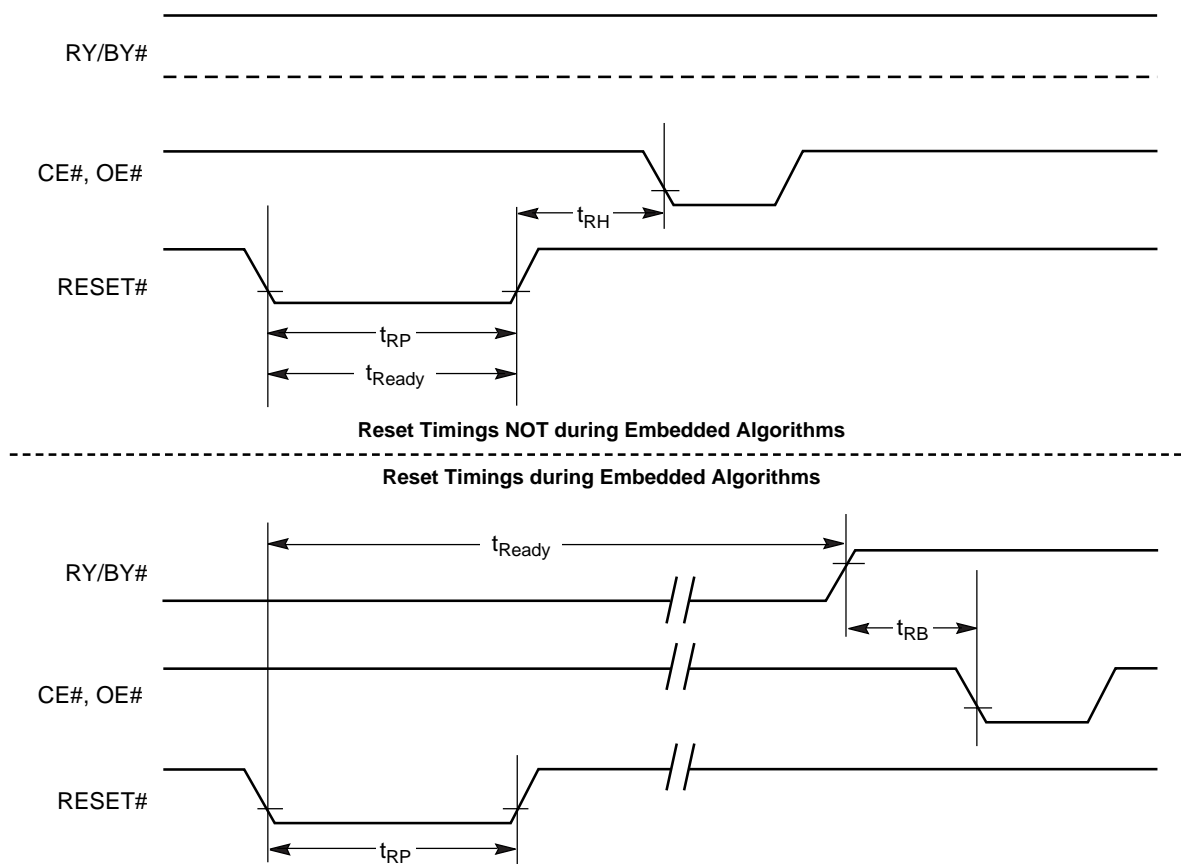 RY/BY#
CE#, OE#
tRH
RESET#
tRP
tReady
Reset Timings NOT during Embedded Algorithms
Reset Timings during Embedded Algorithms
tReady
RY/BY#
tRB
CE#, OE#
RESET#
tRP